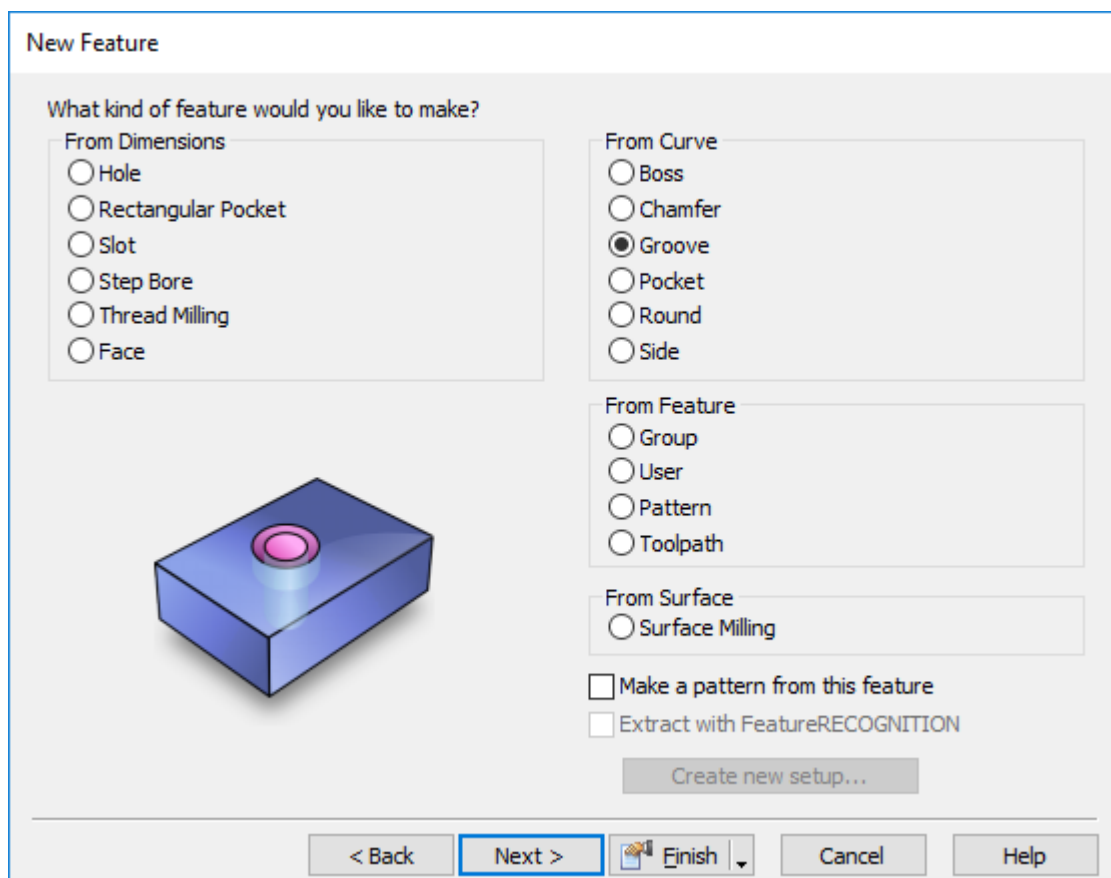 New Feature
What kind of feature would you like to make?
From Dimensions
Hole
Rectangular Pocket
Slot
Step Bore
Thread Milling
Face
From Curve
Boss
Chamfer
Groove
Pocket
Round
Side
From Feature
Group
User
Pattern
Toolpath
From Surface
Surface Milling
Make a pattern from this feature
Extract with FeatureRECOGNITION
Create new setup...
< Back Next > Finish Cancel Help